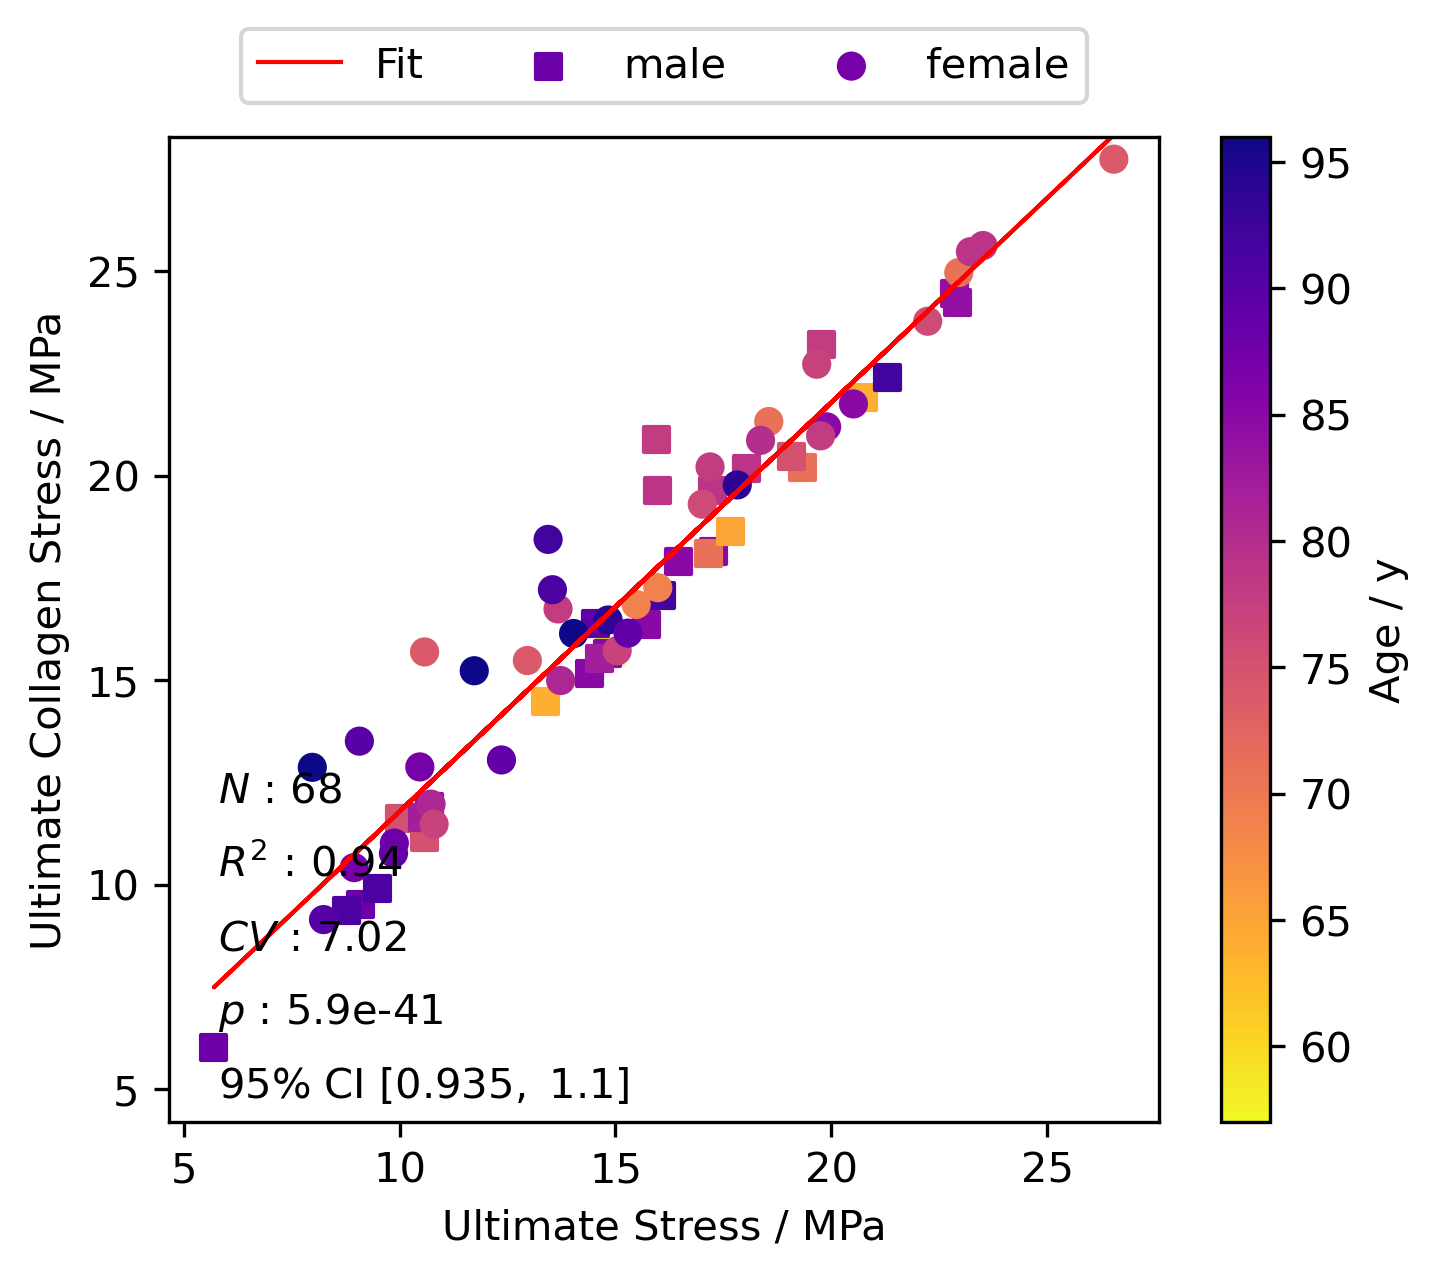 Fit male female
25
20
15
10
5
Ultimate Collagen Stress / MPa
N : 68
R² : 0.94
CV : 7.02
p : 5.9e-41
95% CI [0.935, 1.1]
5 10 15 20 25
Ultimate Stress / MPa
95
90
85
80
75
70
65
60
Age / y